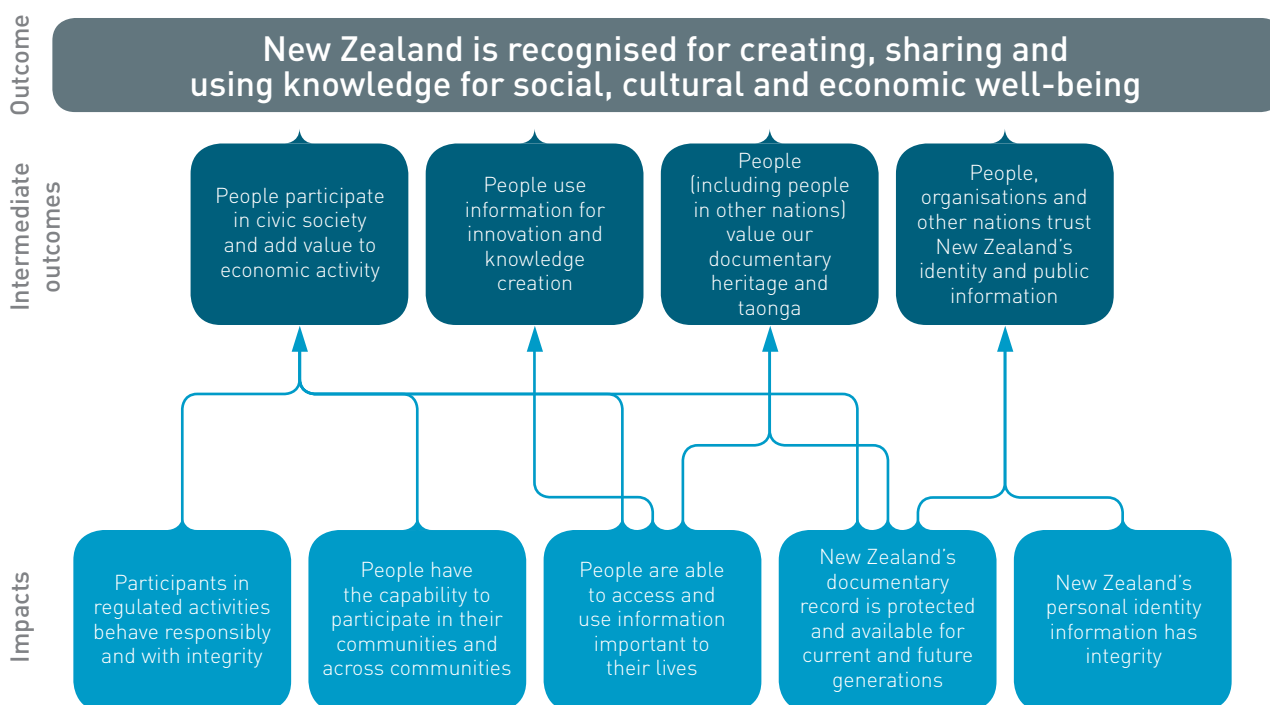 Outcome
New Zealand is recognised for creating, sharing and
using knowledge for social, cultural and economic well-being
Intermediate
outcomes
People participate
in civic society
and add value to
economic activity
People use
information for
innovation and
knowledge
creation
People
(including people
in other nations)
value our
documentary
heritage and
taonga
People,
organisations and
other nations trust
New Zealand’s
identity and public
information
Impacts
Participants in
regulated activities
behave responsibly
and with integrity
People have
the capability to
participate in their
communities and
across communities
People are able
to access and
use information
important to
their lives
New Zealand’s
documentary
record is protected
and available for
current and future
generations
New Zealand’s
personal identity
information has
integrity